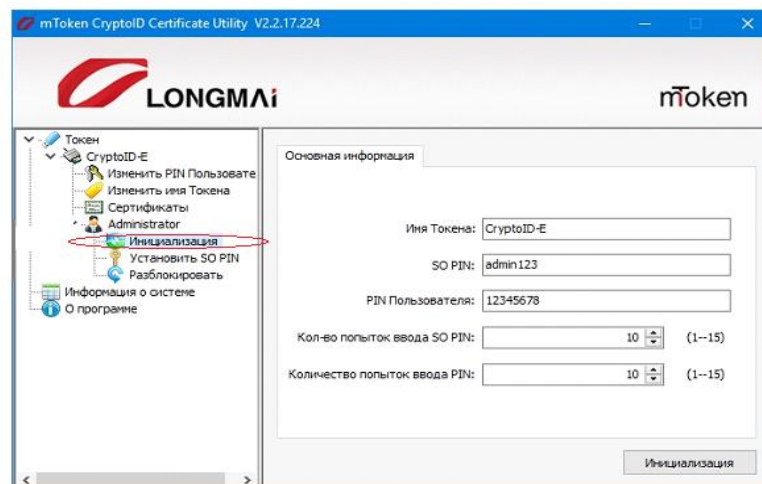 mToken CryptoID Certificate Utility V2.2.17.224
LONGMAi
mToken
Токен
CryptoID-E
Изменить PIN Пользовате
Изменить имя Токена
Сертификаты
Administrator
Инициализация
Установить SO PIN
Разблокировать
Информация о системе
О программе
Основная информация
Имя Токена: CryptoID-E
SO PIN: admin123
PIN Пользователя: 12345678
Кол-во попыток ввода SO PIN: 10 (1--15)
Количество попыток ввода PIN: 10 (1--15)
Инициализация